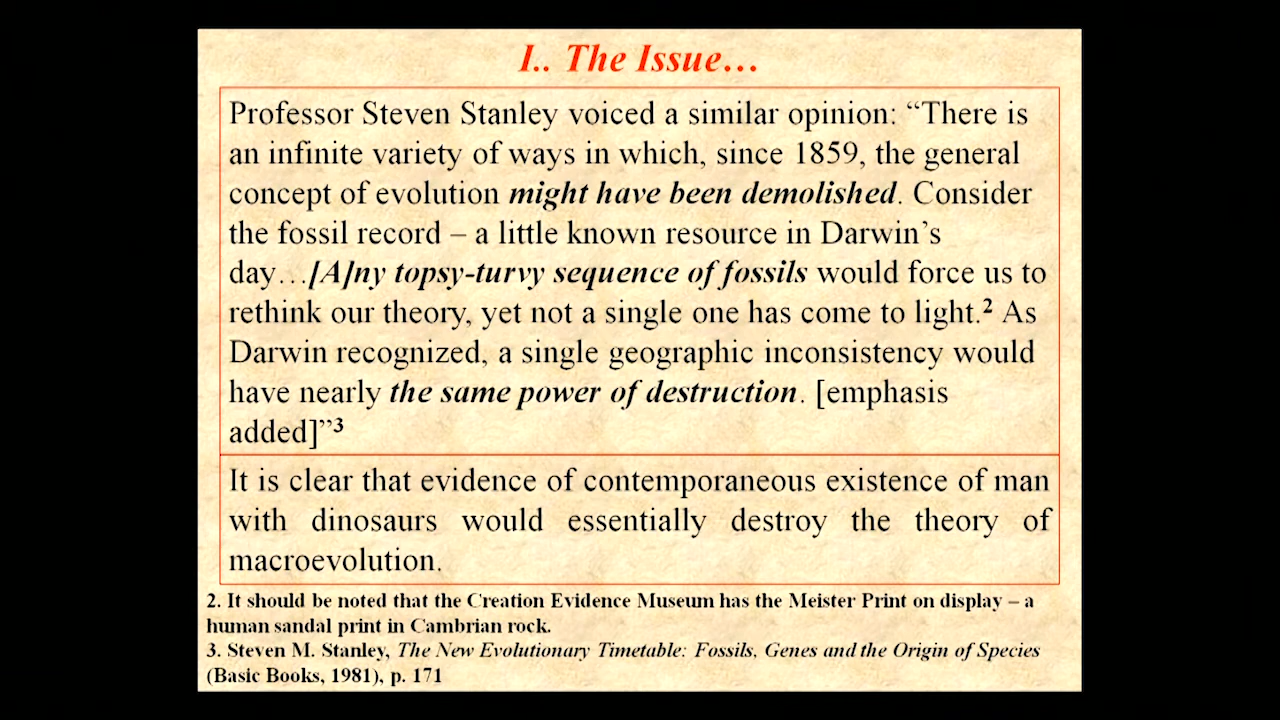 I.. The Issue…
Professor Steven Stanley voiced a similar opinion: “There is
an infinite variety of ways in which, since 1859, the general
concept of evolution might have been demolished. Consider
the fossil record – a little known resource in Darwin’s
day…[A]ny topsy-turvy sequence of fossils would force us to
rethink our theory, yet not a single one has come to light.2 As
Darwin recognized, a single geographic inconsistency would
have nearly the same power of destruction. [emphasis
added]”3
It is clear that evidence of contemporaneous existence of man
with dinosaurs would essentially destroy the theory of
macroevolution.
2. It should be noted that the Creation Evidence Museum has the Meister Print on display – a
human sandal print in Cambrian rock.
3. Steven M. Stanley, The New Evolutionary Timetable: Fossils, Genes and the Origin of Species
(Basic Books, 1981), p. 171